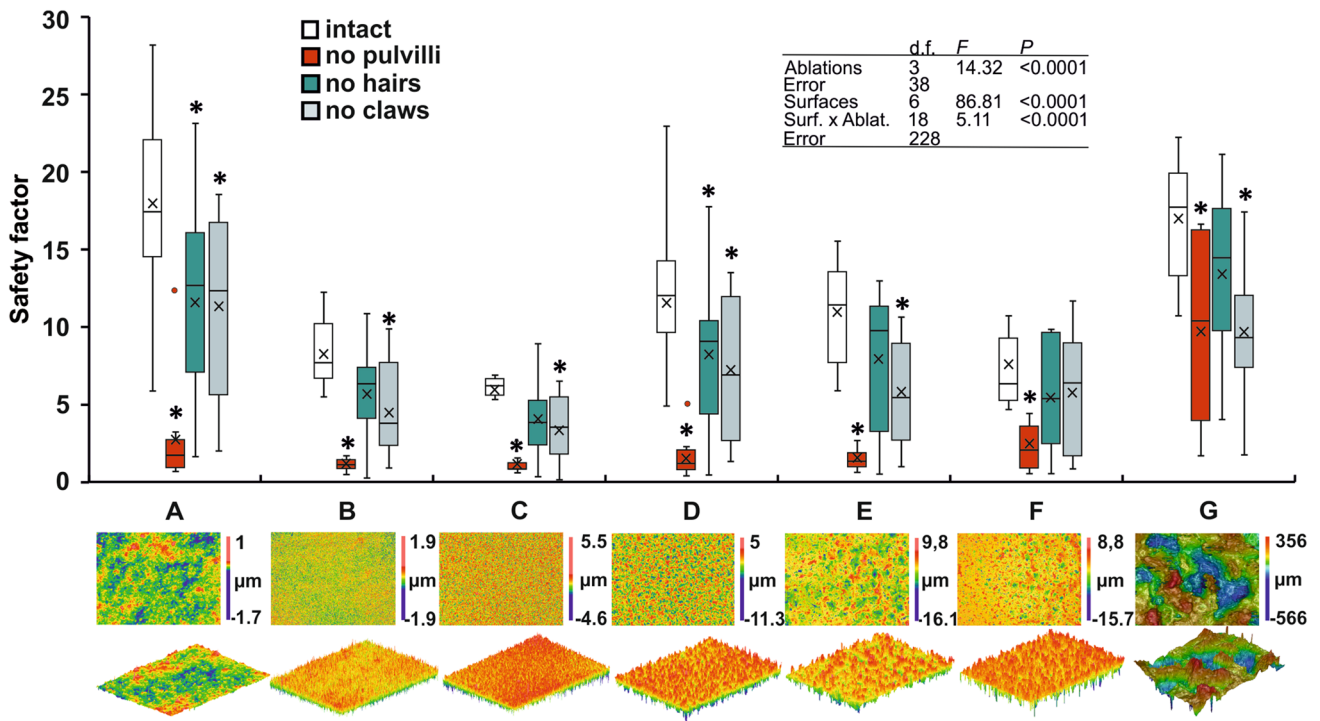 30
25
20
15
10
5
0
Safety factor
intact
no pulvilli
no hairs
no claws
d.f. F P
Ablations 3 14.32 <0.0001
Error 38
Surfaces 6 86.81 <0.0001
Surf. x Ablat. 18 5.11 <0.0001
Error 228
* * *
* *
* *
* * *
* *
*
* *
A B C D E F G
1 1.9 5.5 5 9,8 8,8 356
µm µm µm µm µm µm µm
-1.7 -1.9 -4.6 -11.3 -16.1 -15.7 -566